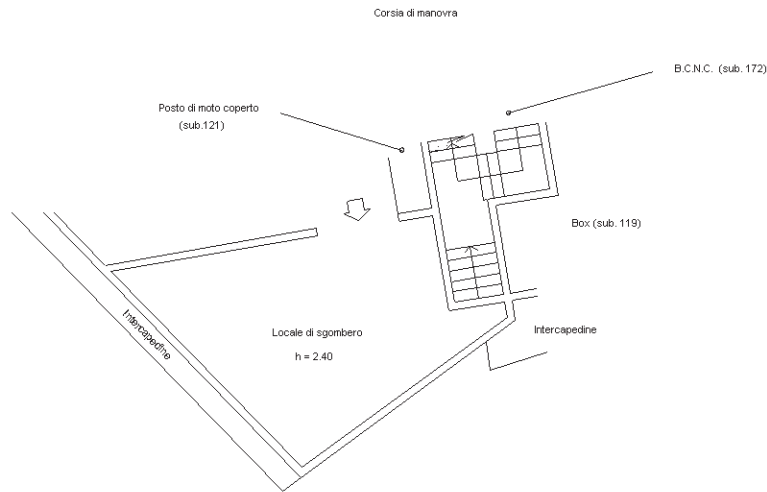 Corsia di manovra
B.C.N.C. (sub. 172)
Posto di moto coperto
(sub.121)
Box (sub. 119)
Intercapedine
Locale di sgombero
h = 2.40
Intercapedine